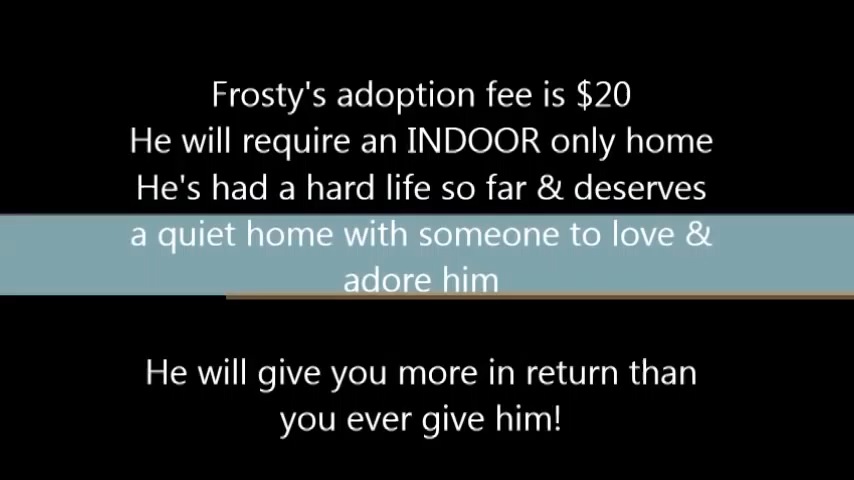 Frosty's adoption fee is $20
He will require an INDOOR only home
He's had a hard life so far & deserves
a quiet home with someone to love &
adore him
He will give you more in return than
you ever give him!